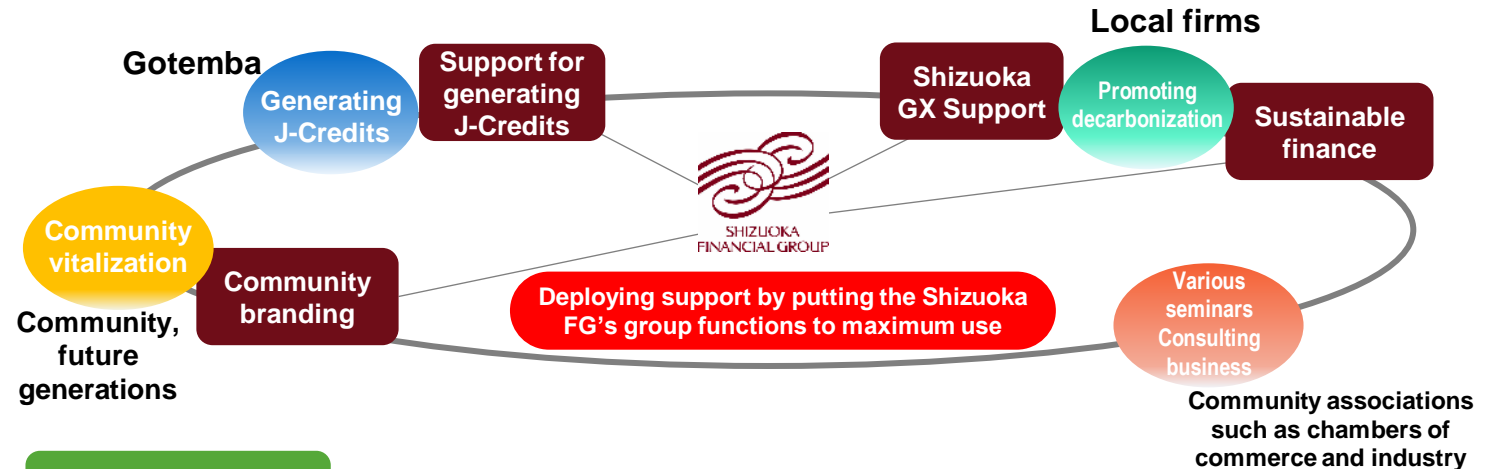 Local firms
Gotemba
Generating
J-Credits
Support for
generating
J-Credits
Shizuoka
GX Support
Promoting
decarbonization
Sustainable
finance
SHIZUOKA
FINANCIAL GROUP
Community
vitalization
Community
branding
Community,
future
generations
Deploying support by putting the Shizuoka
FG's group functions to maximum use
Various
seminars
Consulting
business
Community associations
such as chambers of
commerce and industry